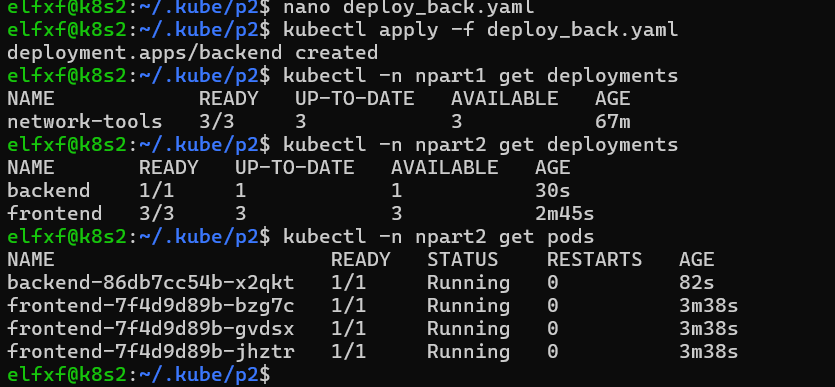 elfxf@k8s2:~/.kube/p2$ nano deploy_back.yaml
elfxf@k8s2:~/.kube/p2$ kubectl apply -f deploy_back.yaml
deployment.apps/backend created
elfxf@k8s2:~/.kube/p2$ kubectl -n npart1 get deployments
NAME            READY   UP-TO-DATE   AVAILABLE   AGE
network-tools   3/3     3            3           67m
elfxf@k8s2:~/.kube/p2$ kubectl -n npart2 get deployments
NAME       READY   UP-TO-DATE   AVAILABLE   AGE
backend    1/1     1            1           30s
frontend   3/3     3            3           2m45s
elfxf@k8s2:~/.kube/p2$ kubectl -n npart2 get pods
NAME                        READY   STATUS    RESTARTS   AGE
backend-86db7cc54b-x2qkt    1/1     Running   0          82s
frontend-7f4d9d89b-bzg7c    1/1     Running   0          3m38s
frontend-7f4d9d89b-gvdsx    1/1     Running   0          3m38s
frontend-7f4d9d89b-jhztr    1/1     Running   0          3m38s
elfxf@k8s2:~/.kube/p2$